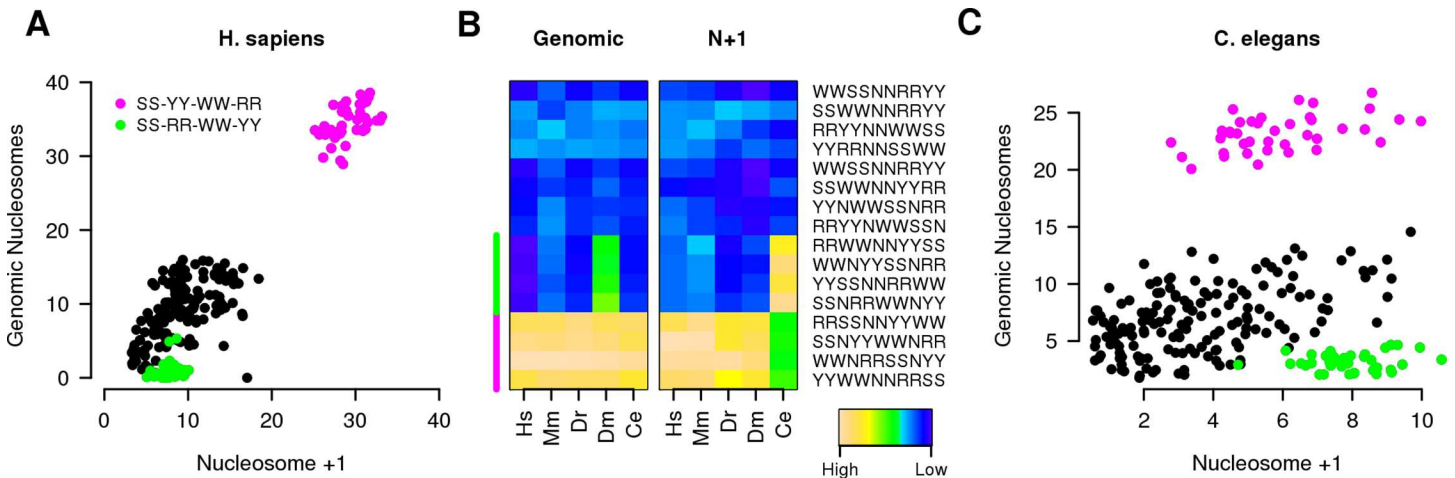 A
H. sapiens
SS-YY-WW-RR
SS-RR-WW-YY
Genomic Nucleosomes
40
30
20
10
0
0 10 20 30 40
Nucleosome +1
B
Genomic N+1
WWSSNNRRYY
SSWWNNRRYY
RRYYNNWWSS
YYRRNNSSWW
WWSSNNRRYY
SSWWNNYYRR
YYNWWSSNRR
RRYYNWWSSN
RRWWNNYYSS
WWNYYSSNRR
YYSSNNRRWW
SSNRRWWNYY
RRSSNNYYWW
SSNYYWWNRR
WWNRRSSNYY
YYWWNNRRSS
Hs Mm Dr Dm Ce Hs Mm Dr Dm Ce
High Low
C
C. elegans
Genomic Nucleosomes
25
20
15
10
5
2 4 6 8 10
Nucleosome +1